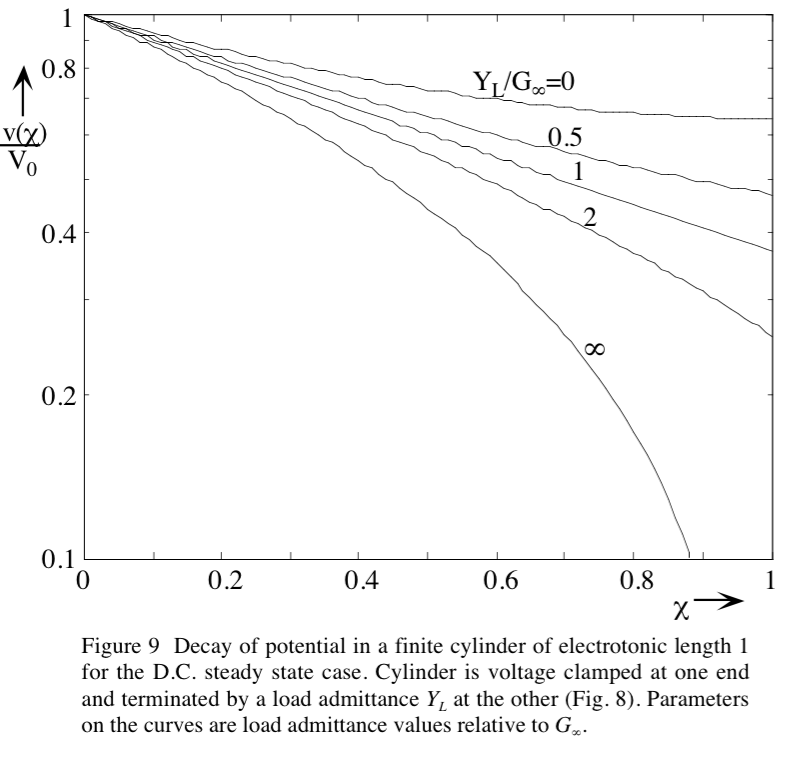 1
0.8
v(χ)
V0
0.4
0.2
0.1
YL/G∞=0
0.5
1
2
∞
0 0.2 0.4 0.6 0.8 1
χ
Figure 9 Decay of potential in a finite cylinder of electrotonic length 1
for the D.C. steady state case. Cylinder is voltage clamped at one end
and terminated by a load admittance YL at the other (Fig. 8). Parameters
on the curves are load admittance values relative to G∞.